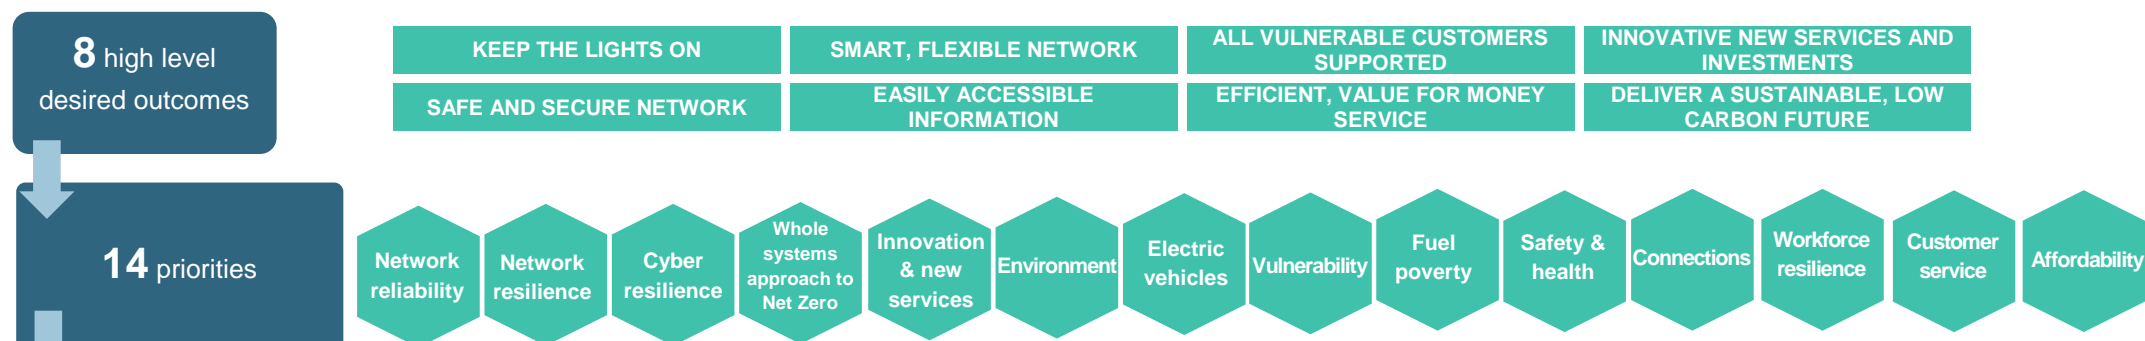 8 high level
desired outcomes
KEEP THE LIGHTS ON
SMART, FLEXIBLE NETWORK
ALL VULNERABLE CUSTOMERS
SUPPORTED
INNOVATIVE NEW SERVICES AND
INVESTMENTS
SAFE AND SECURE NETWORK
EASILY ACCESSIBLE
INFORMATION
EFFICIENT, VALUE FOR MONEY
SERVICE
DELIVER A SUSTAINABLE, LOW
CARBON FUTURE
14 priorities
Network
reliability
Network
resilience
Cyber
resilience
Whole
systems
approach to
Net Zero
Innovation
& new
services
Environment
Electric
vehicles
Vulnerability
Fuel
poverty
Safety &
health
Connections
Workforce
resilience
Customer
service
Affordability